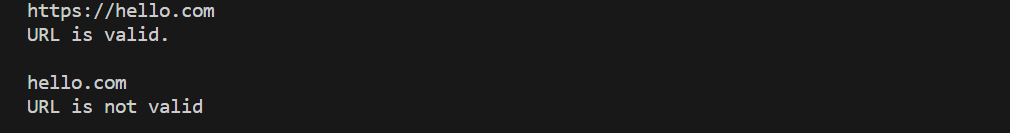 https://hello.com
URL is valid.
hello.com
URL is not valid